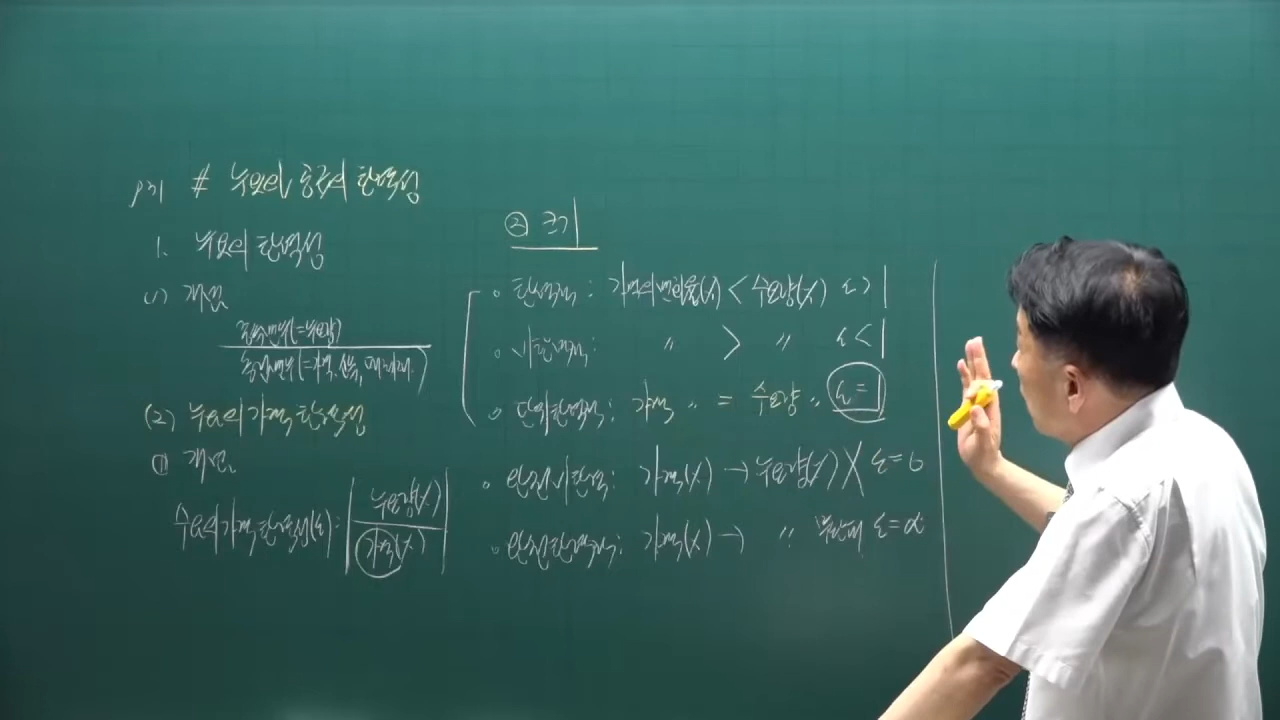 p31 # 수요와 공급의 탄력성
1. 수요의 탄력성
(1) 개념
종속변수(=수요량)
독립변수(=가격, 소득,
(2) 수요의 가격탄력성
① 개념.
수요의 가격탄력성(ε): | 수요량(%) / 가격(%) |
② 크기
• 탄력적 : 가격의 변화율(%) < 수요량(%) ε > 1
• 비탄력적: 〃 > 〃 ε < 1
• 단위탄력적: 가격 〃 = 수요량 〃 ε = 1
• 완전비탄력: 가격(%) → 수요량(%) X ε = 0
• 완전탄력적: 가격(%) → 〃 무한대 ε = ∝